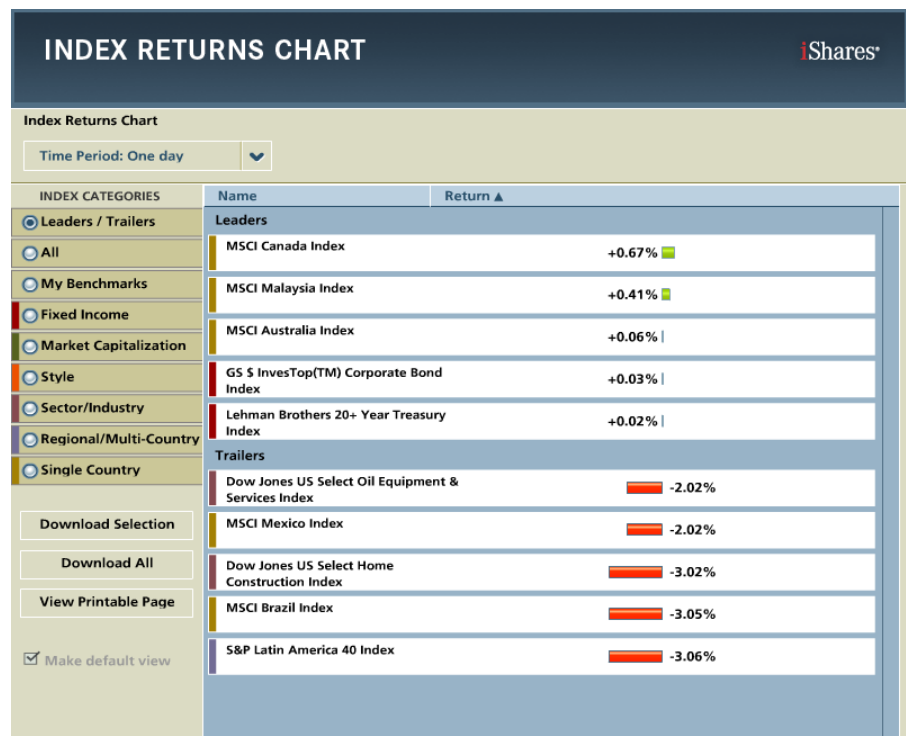 INDEX RETURNS CHART
iShares®
Index Returns Chart
Time Period: One day
INDEX CATEGORIES
Leaders / Trailers
All
My Benchmarks
Fixed Income
Market Capitalization
Style
Sector/Industry
Regional/Multi-Country
Single Country
Download Selection
Download All
View Printable Page
Make default view
Name Return ▲
Leaders
MSCI Canada Index +0.67%
MSCI Malaysia Index +0.41%
MSCI Australia Index +0.06%
GS $ InvesTop(TM) Corporate Bond
Index +0.03%
Lehman Brothers 20+ Year Treasury
Index +0.02%
Trailers
Dow Jones US Select Oil Equipment &
Services Index -2.02%
MSCI Mexico Index -2.02%
Dow Jones US Select Home
Construction Index -3.02%
MSCI Brazil Index -3.05%
S&P Latin America 40 Index -3.06%